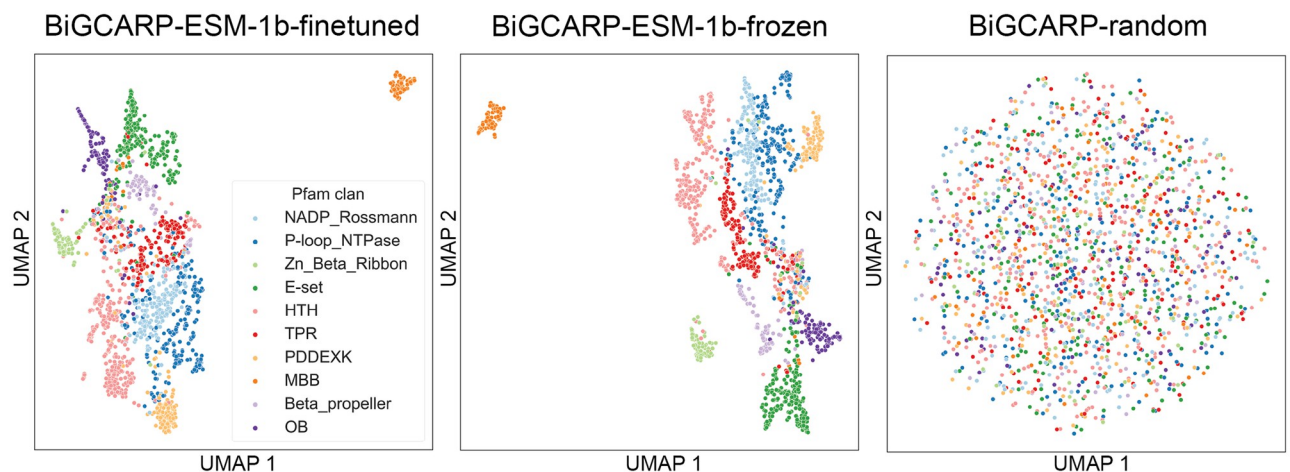 BiGCARP-ESM-1b-finetuned
BiGCARP-ESM-1b-frozen
BiGCARP-random
UMAP 2
Pfam clan
NADP_Rossmann
P-loop_NTPase
Zn_Beta_Ribbon
E-set
HTH
TPR
PDDEXK
MBB
Beta_propeller
OB
UMAP 1
UMAP 2
UMAP 1
UMAP 2
UMAP 1